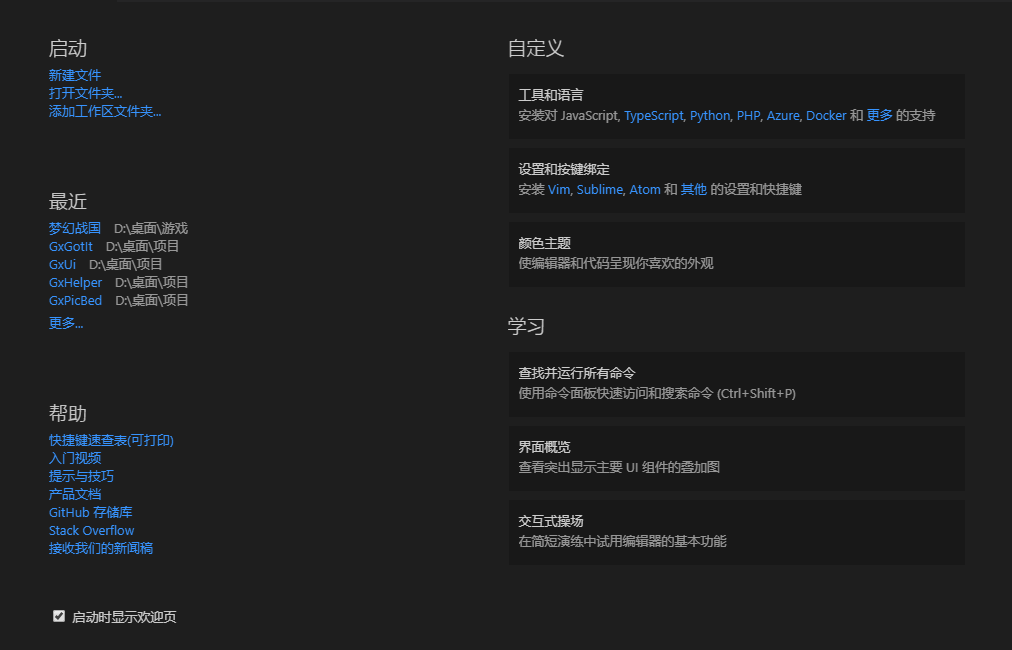 启动
新建文件
打开文件夹...
添加工作区文件夹...
最近
梦幻战国 D:\桌面\游戏
GxGotIt D:\桌面\项目
GxUi D:\桌面\项目
GxHelper D:\桌面\项目
GxPicBed D:\桌面\项目
更多...
帮助
快捷键速查表(可打印)
入门视频
提示与技巧
产品文档
GitHub 存储库
Stack Overflow
接收我们的新闻稿
启动时显示欢迎页
自定义
工具和语言
安装对 JavaScript, TypeScript, Python, PHP, Azure, Docker 和 更多 的支持
设置和按键绑定
安装 Vim, Sublime, Atom 和 其他 的设置和快捷键
颜色主题
使编辑器和代码呈现你喜欢的外观
学习
查找并运行所有命令
使用命令面板快速访问和搜索命令 (Ctrl+Shift+P)
界面概览
查看突出显示主要 UI 组件的叠加图
交互式操场
在简短演练中试用编辑器的基本功能